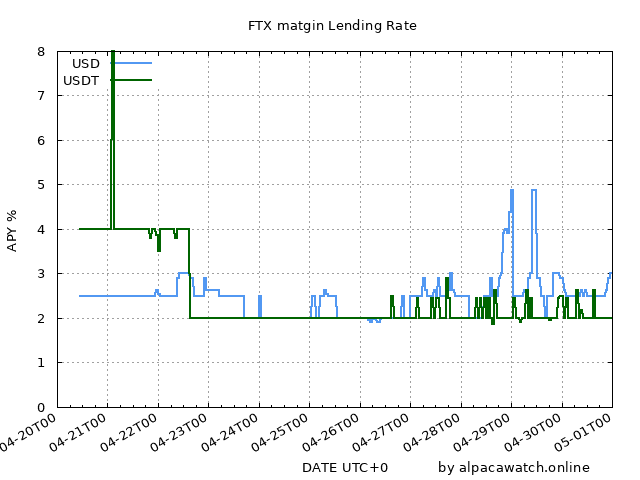 FTX matgin Lending Rate
USD
USDT
APY %
8
7
6
5
4
3
2
1
0
04-20T00
04-21T00
04-22T00
04-23T00
04-24T00
04-25T00
04-26T00
04-27T00
04-28T00
04-29T00
04-30T00
05-01T00
DATE UTC+0 by alpacawatch.online